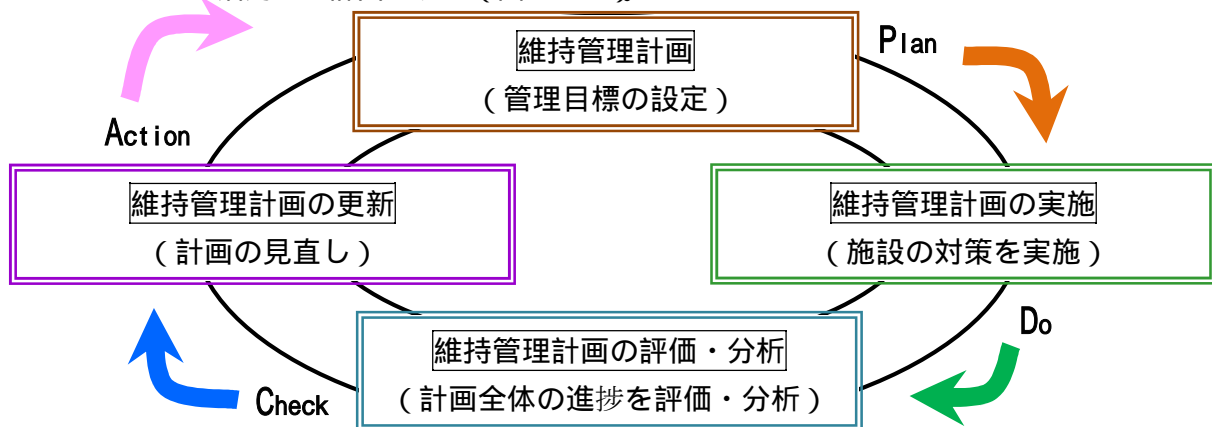 維持管理計画
（管理目標の設定）
Plan
Action
維持管理計画の更新
（計画の見直し）
維持管理計画の実施
（施設の対策を実施）
Do
維持管理計画の評価・分析
（計画全体の進捗を評価・分析）
Check